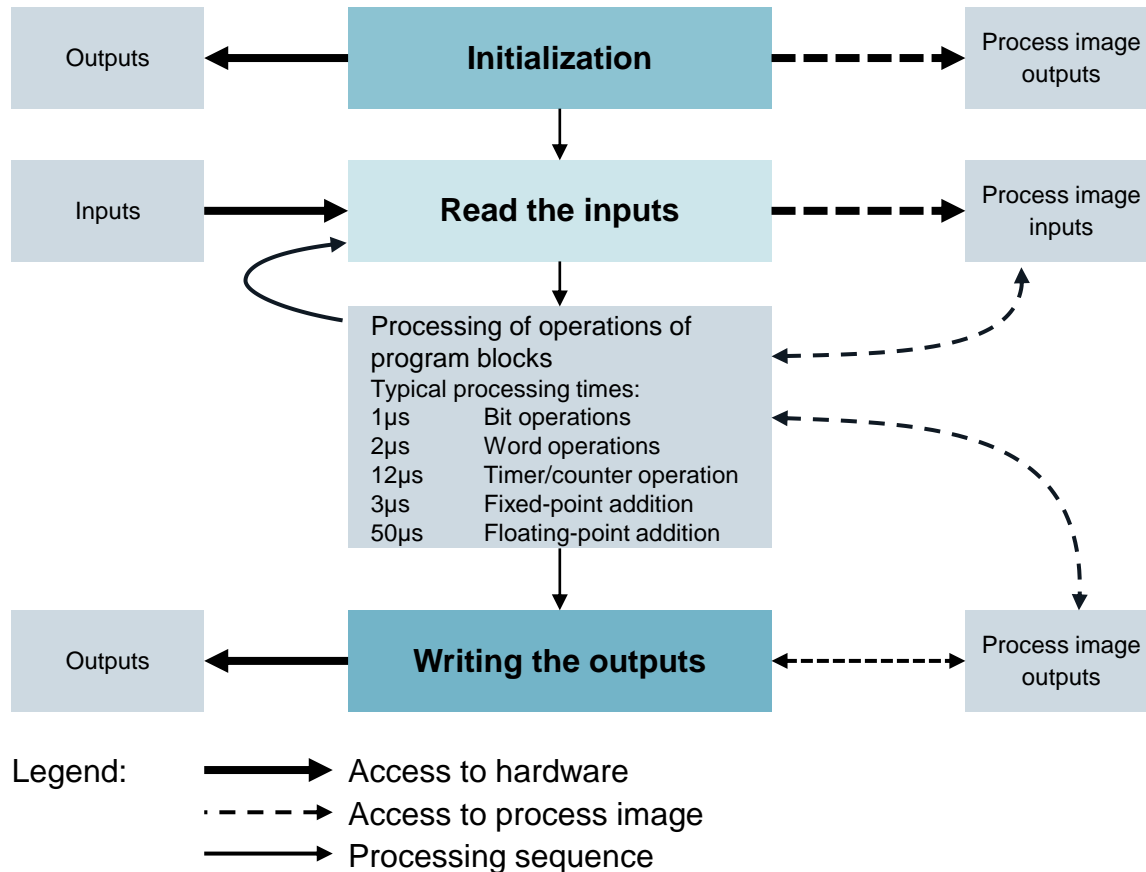 Outputs
Initialization
Process image
outputs
Inputs
Read the inputs
Process image
inputs
Processing of operations of
program blocks
Typical processing times:
1µs Bit operations
2µs Word operations
12µs Timer/counter operation
3µs Fixed-point addition
50µs Floating-point addition
Outputs
Writing the outputs
Process image
outputs
Legend:
Access to hardware
Access to process image
Processing sequence